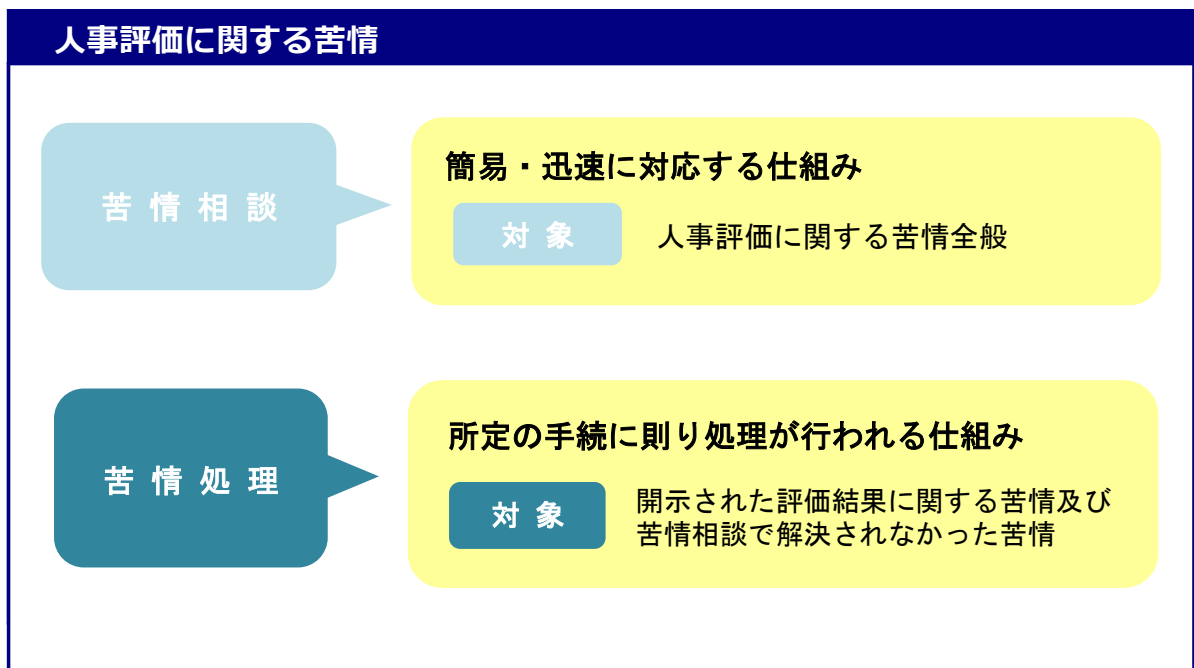 人事評価に関する苦情
苦情相談
簡易・迅速に対応する仕組み
対象
人事評価に関する苦情全般
苦情処理
所定の手続に則り処理が行われる仕組み
対象
開示された評価結果に関する苦情及び
苦情相談で解決されなかった苦情